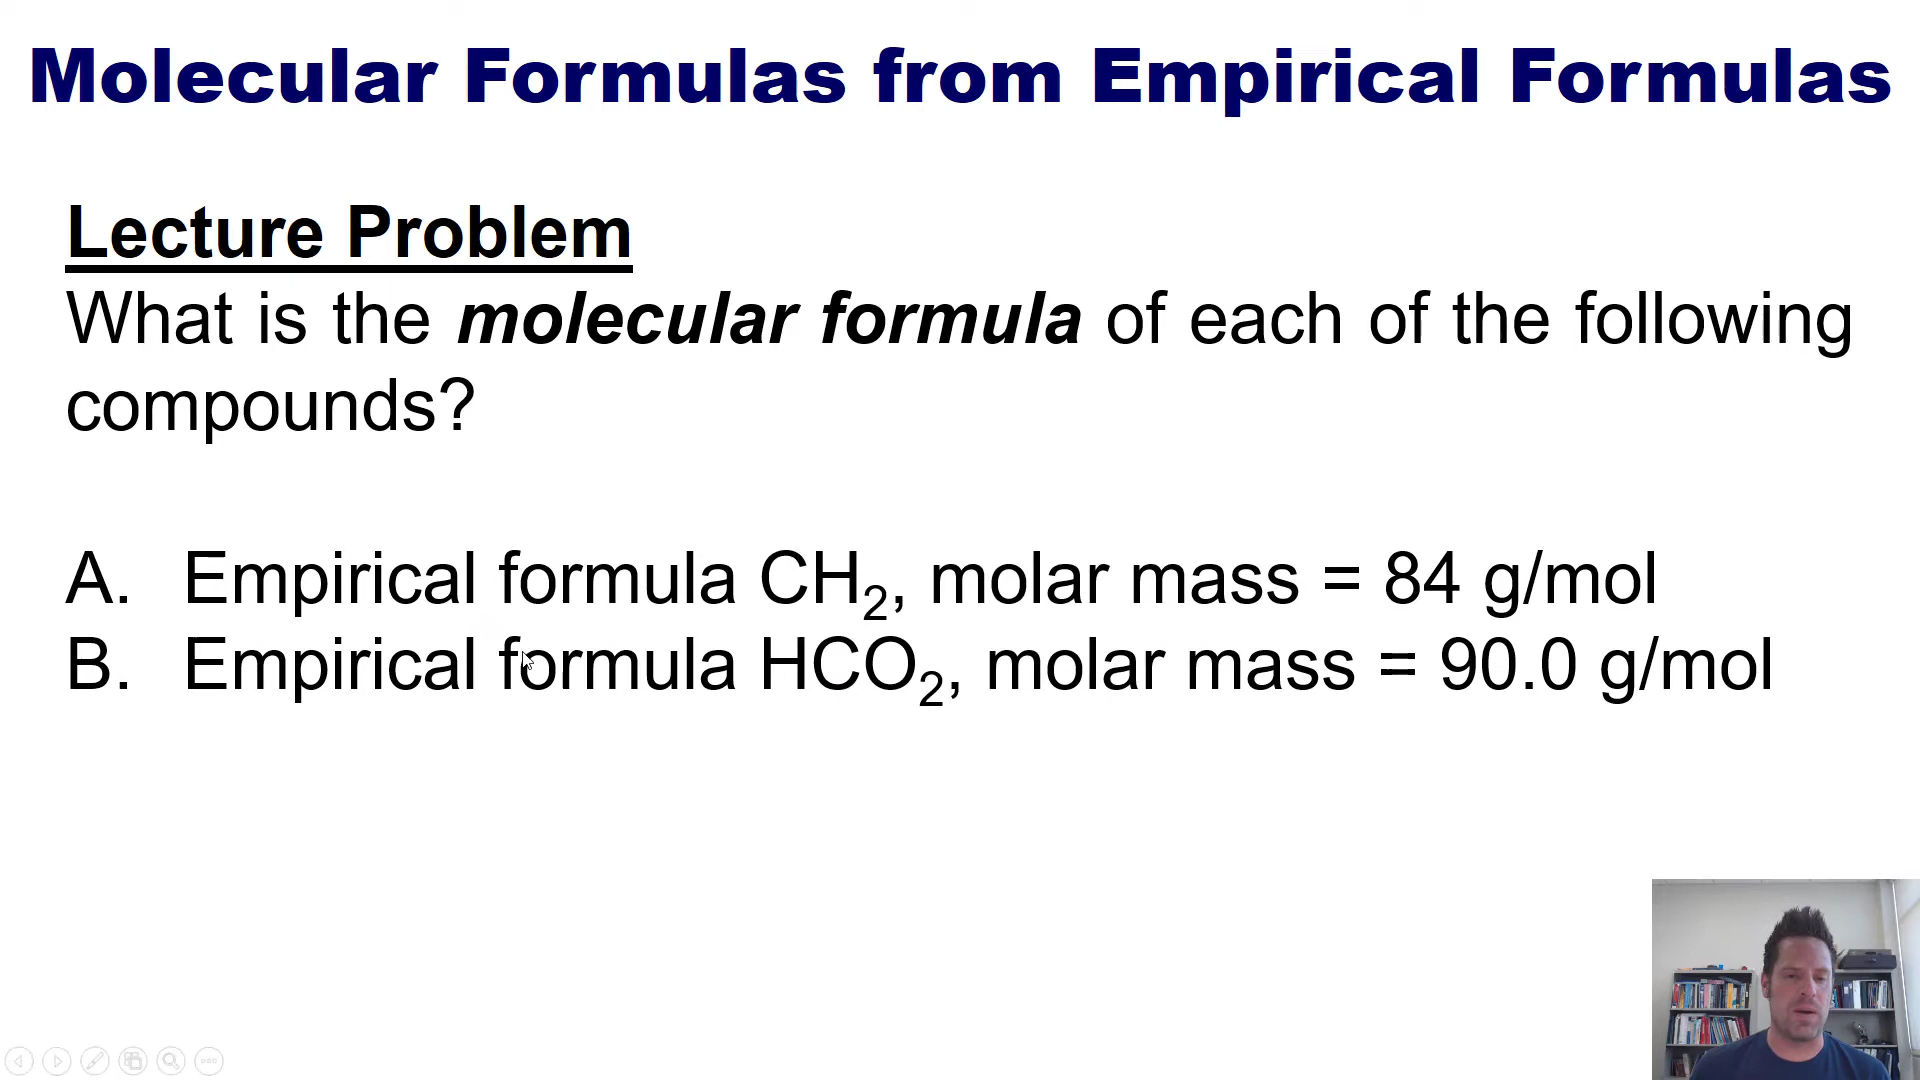 Molecular Formulas from Empirical Formulas
Lecture Problem
What is the molecular formula of each of the following
compounds?
A. Empirical formula CH₂, molar mass = 84 g/mol
B. Empirical formula HCO₂, molar mass = 90.0 g/mol